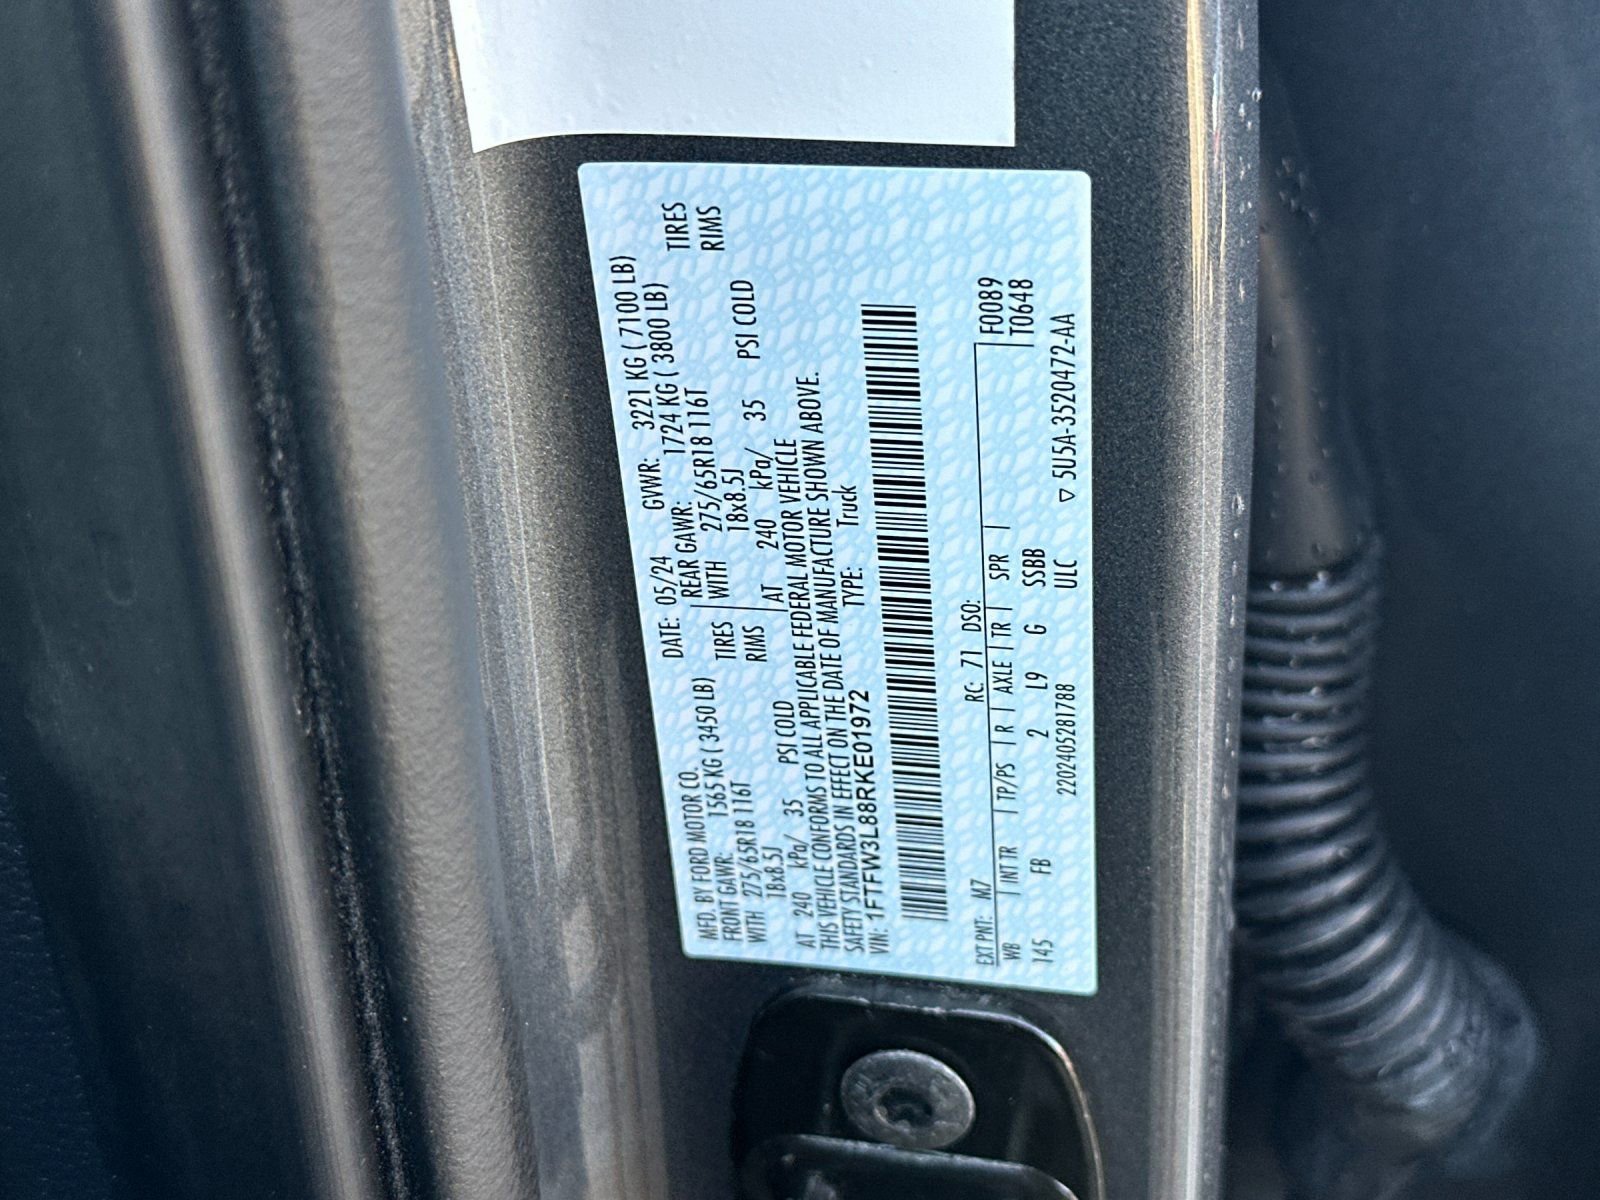 MFD. BY FORD MOTOR CO. DATE: 05/24 GVWR: 3221 KG ( 7100 LB)
FRONT GAWR: 1565 KG ( 3450 LB) REAR GAWR: 1724 KG ( 3800 LB)
WITH 275/65R18 116T TIRES WITH 275/65R18 116T TIRES
18x8.5J RIMS 18x8.5J RIMS
AT 240 kPa/ 35 PSI COLD AT 240 kPa/ 35 PSI COLD
THIS VEHICLE CONFORMS TO ALL APPLICABLE FEDERAL MOTOR VEHICLE
SAFETY STANDARDS IN EFFECT ON THE DATE OF MANUFACTURE SHOWN ABOVE.
VIN: 1FTFW3L88RKE01972 TYPE: Truck
EXT PNT: M7 RC: 71 DSO: F0089
WB INT TR TP/PS R AXLE TR SPR T0648
145 FB 2 L9 G SSBB
2202405281788 ULC ▽ 5U5A-3520472-AA